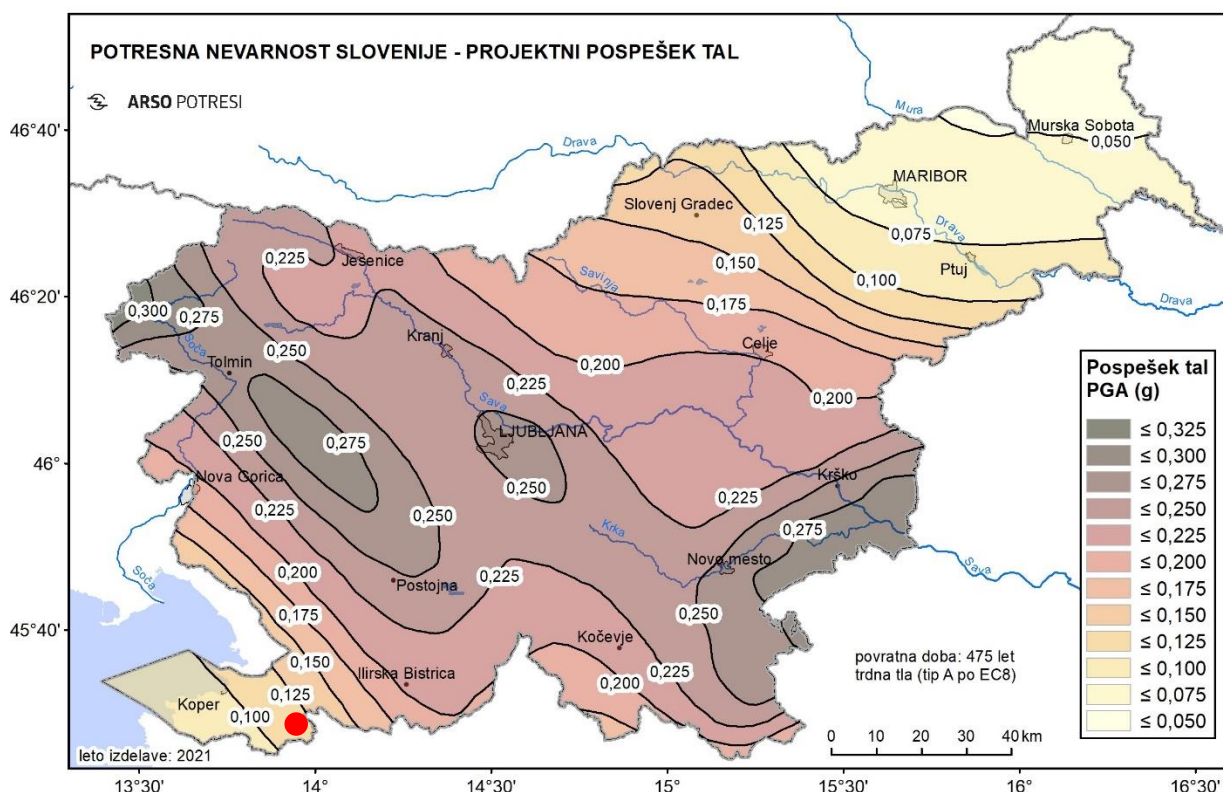 POTRESNA NEVARNOST SLOVENIJE - PROJEKTNI POSPEŠEK TAL
ARSO POTRESI
46°40'
46°20'
46°
45°40'
Mura
Murska Sobota
0,050
Drava
MARIBOR
Slovenj Gradec
0,125
Drava
0,075
0,225
Jesenice
0,150
Ptuj
Savinja
0,100
0,175
Drava
0,300
0,275
Soča
0,250
Kranj
Celje
0,200
Tolmin
0,225
0,200
Sava
LJUBLJANA
0,250
0,275
Nova Gorica
0,250
Krško
0,225
0,225
0,275
0,250
Krka
Novo mesto
Sava
Soča
0,200
Postojna
0,225
0,175
0,250
Kočevje
0,150
Ilirska Bistrica
0,225
0,200
0,125
Koper
0,100
povratna doba: 475 let
trdna tla (tip A po EC8)
leto izdelave: 2021
0 10 20 40 km
Pospešek tal
PGA (g)
≤ 0,325
≤ 0,300
≤ 0,275
≤ 0,250
≤ 0,225
≤ 0,200
≤ 0,175
≤ 0,150
≤ 0,125
≤ 0,100
≤ 0,075
≤ 0,050
13°30' 14° 14°30' 15° 15°30' 16° 16°30'